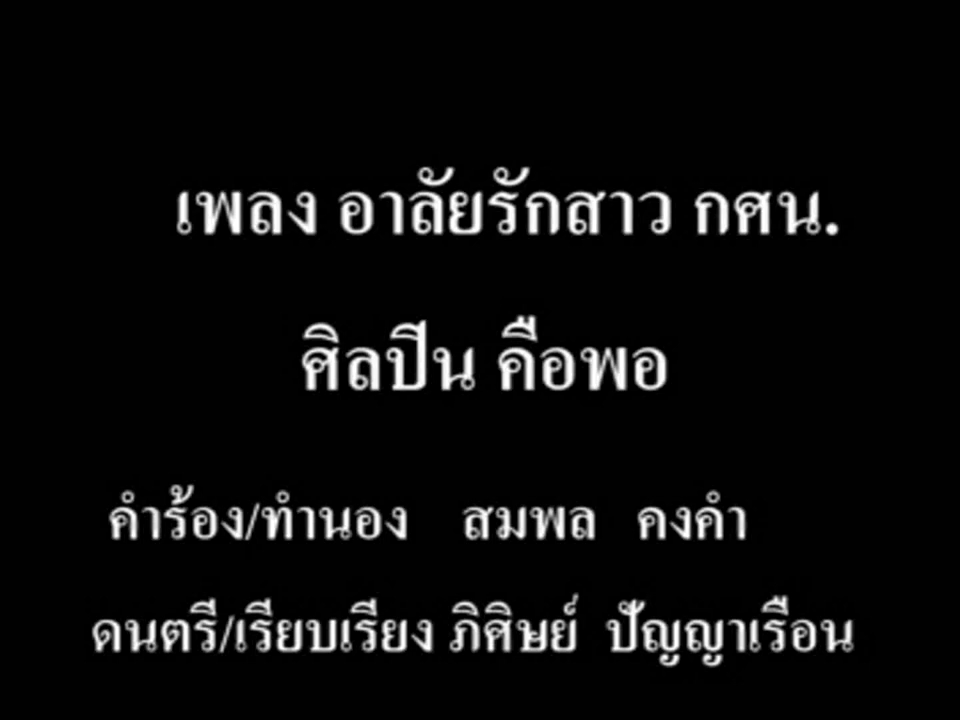 เพลง อาลัยรักสาว กศน.
ศิลปีน คือพอ
คำร้อง/ทำนอง สมพล คงคำ
ดนตรี/เรียบเรียง ภิศิษย์ ปัญญาเรือน